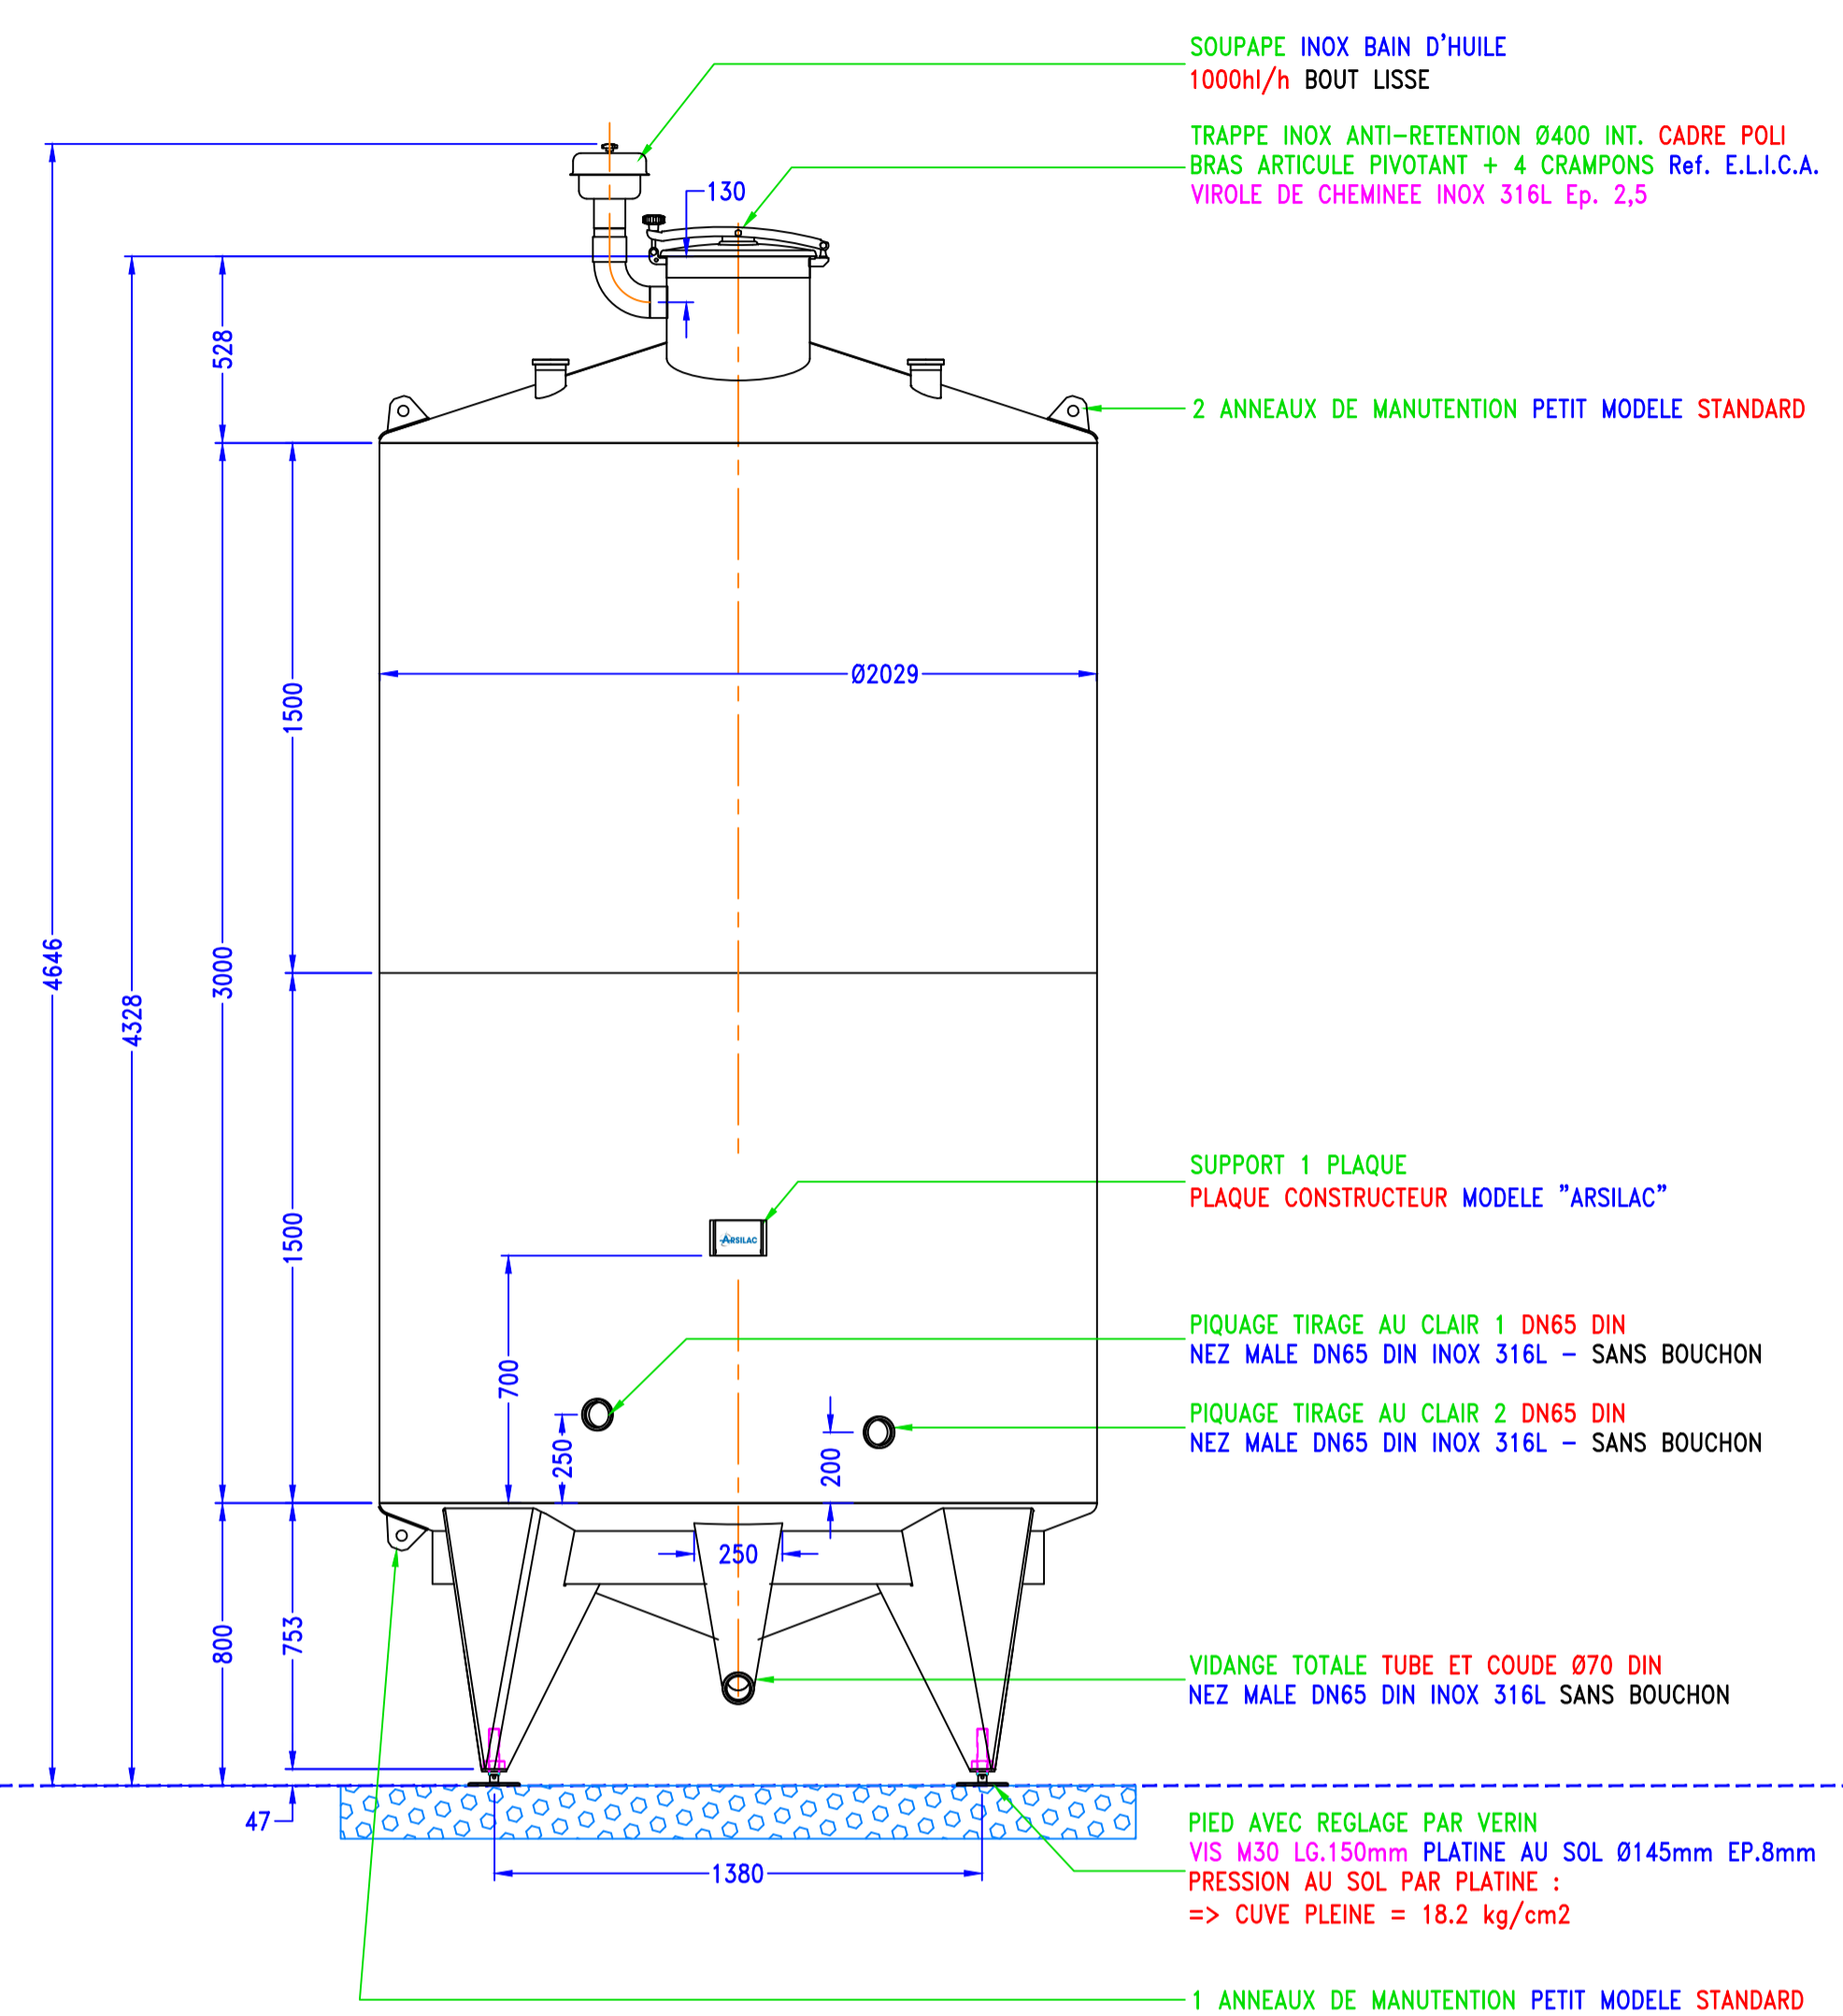 SOUPAPE INOX BAIN D'HUILE
1000hl/h BOUT LISSE
TRAPPE INOX ANTI-RETENTION Ø400 INT. CADRE POLI
BRAS ARTICULE PIVOTANT + 4 CRAMPONS Ref. E.L.I.C.A.
VIROLE DE CHEMINEE INOX 316L Ep. 2,5
130
528
2 ANNEAUX DE MANUTENTION PETIT MODELE STANDARD
Ø2029
1500
4646
4328
3000
SUPPORT 1 PLAQUE
PLAQUE CONSTRUCTEUR MODELE "ARSILAC"
ARSILAC
1500
700
PIQUAGE TIRAGE AU CLAIR 1 DN65 DIN
NEZ MALE DN65 DIN INOX 316L - SANS BOUCHON
PIQUAGE TIRAGE AU CLAIR 2 DN65 DIN
NEZ MALE DN65 DIN INOX 316L - SANS BOUCHON
250
200
250
800
753
VIDANGE TOTALE TUBE ET COUDE Ø70 DIN
NEZ MALE DN65 DIN INOX 316L SANS BOUCHON
47
1380
PIED AVEC REGLAGE PAR VERIN
VIS M30 LG.150mm PLATINE AU SOL Ø145mm EP.8mm
PRESSION AU SOL PAR PLATINE :
=> CUVE PLEINE = 18.2 kg/cm2
1 ANNEAUX DE MANUTENTION PETIT MODELE STANDARD